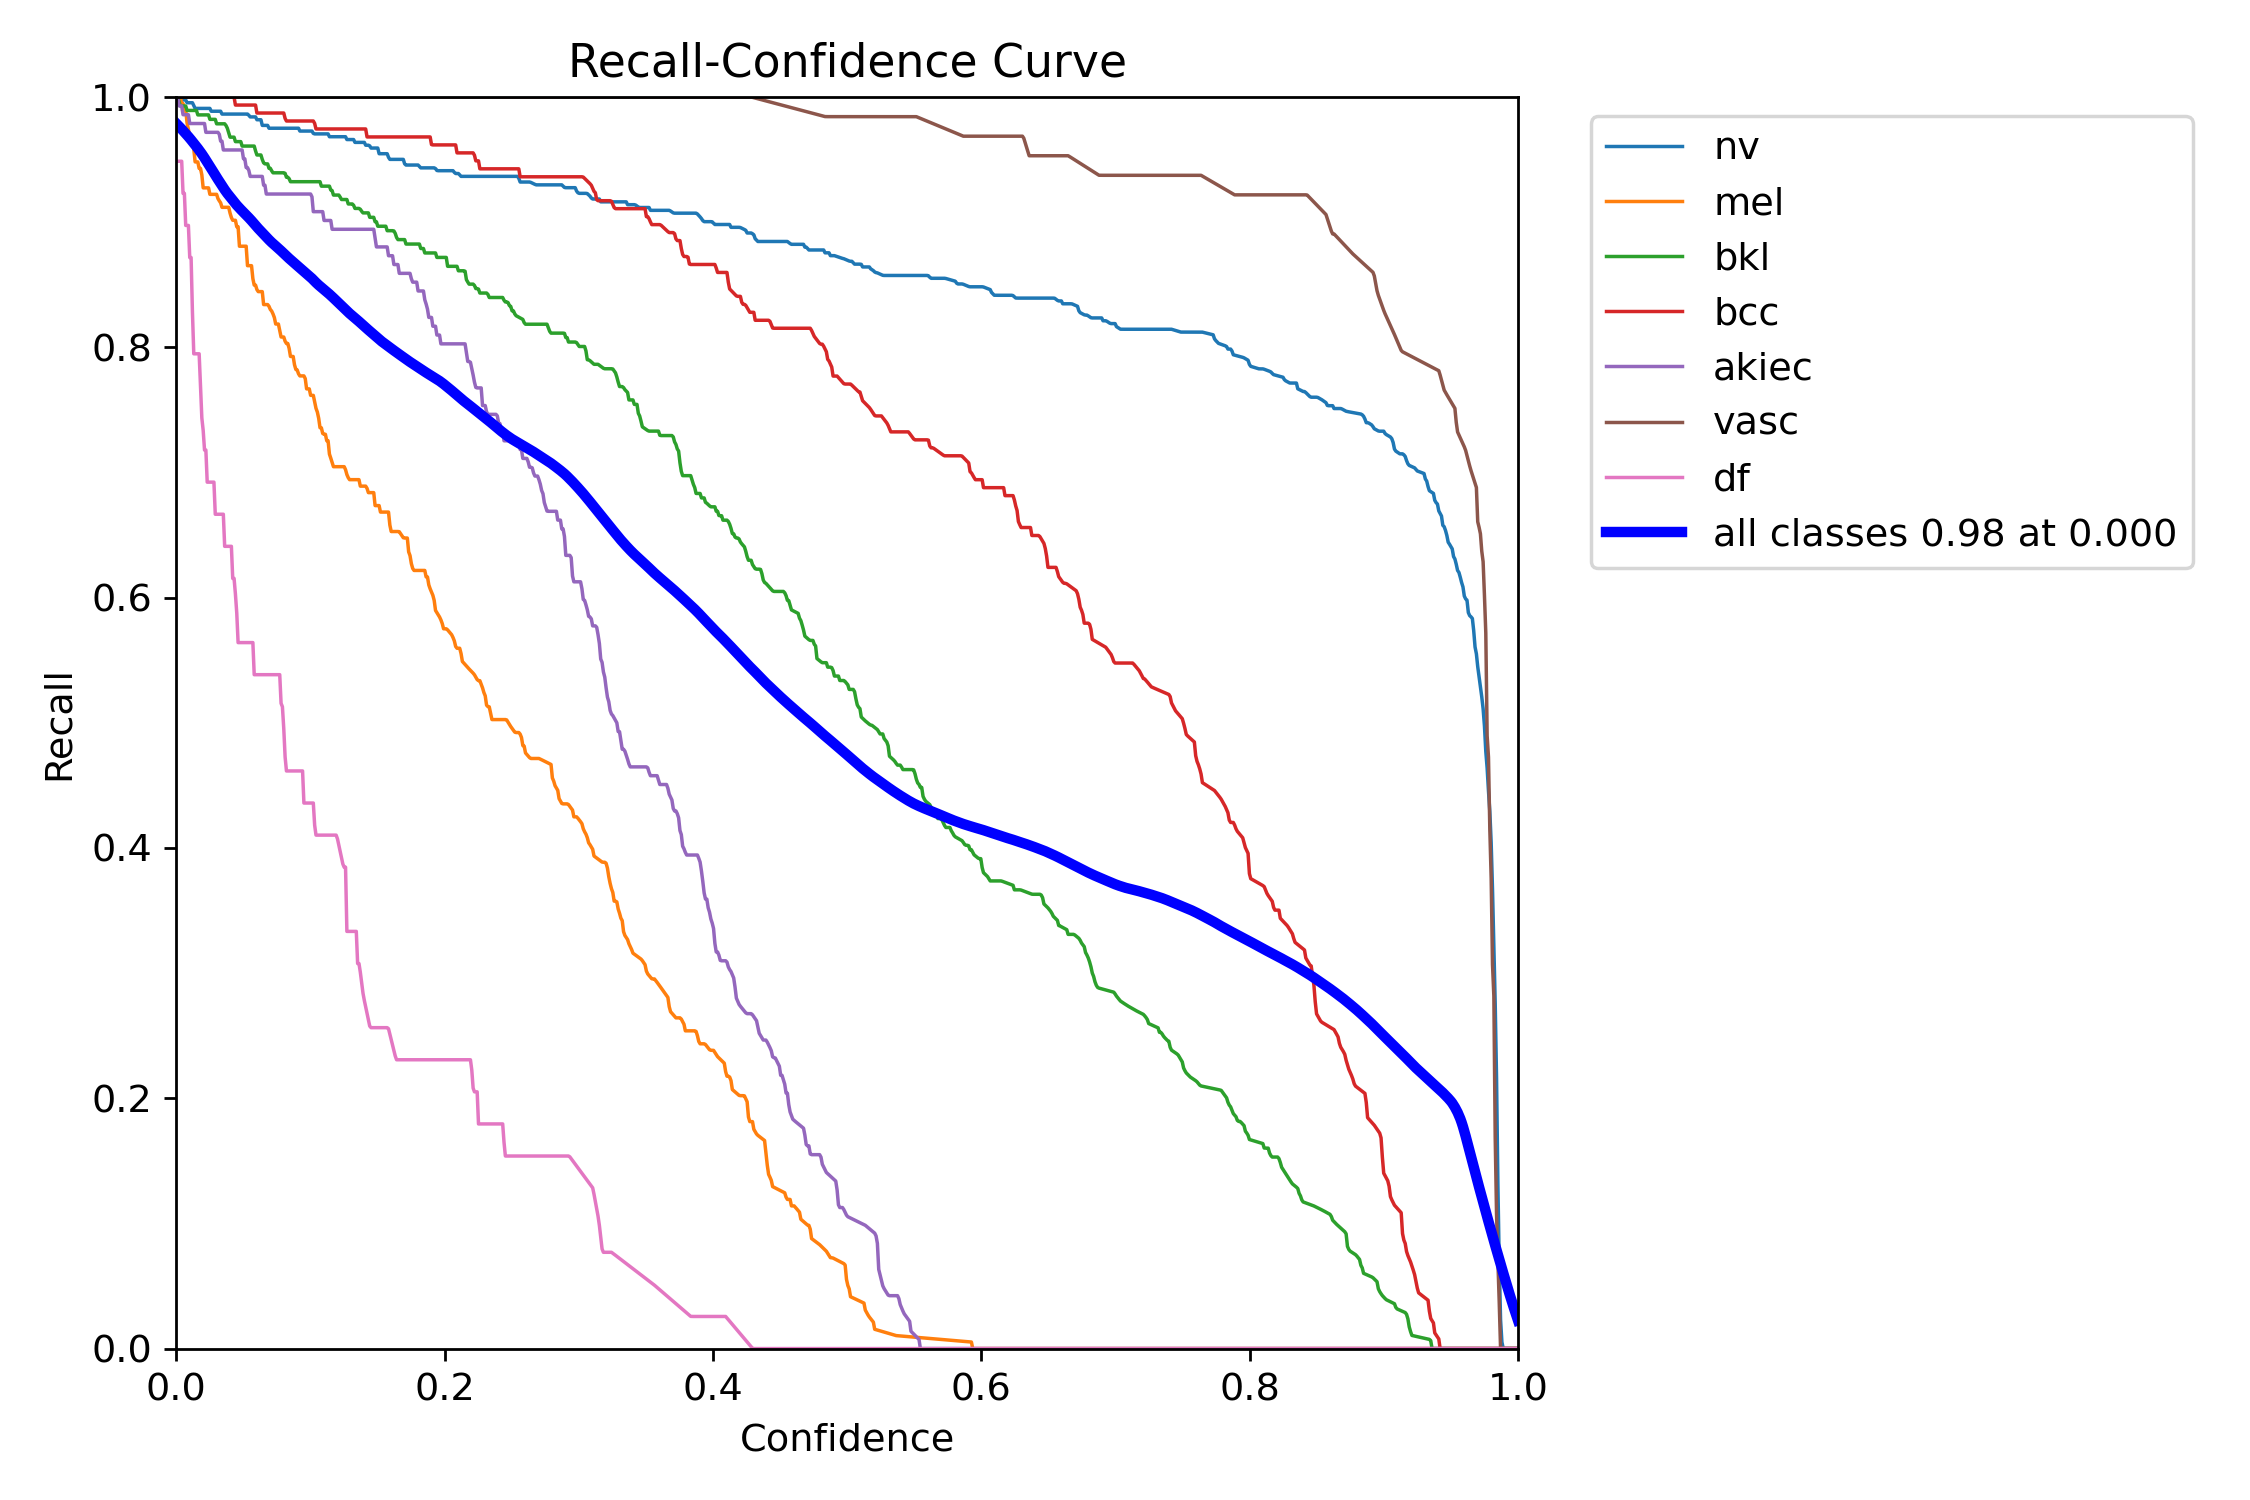 Recall-Confidence Curve
1.0
0.8
0.6
0.4
0.2
0.0
Recall
0.0 0.2 0.4 0.6 0.8 1.0
Confidence
nv
mel
bkl
bcc
akiec
vasc
df
all classes 0.98 at 0.000